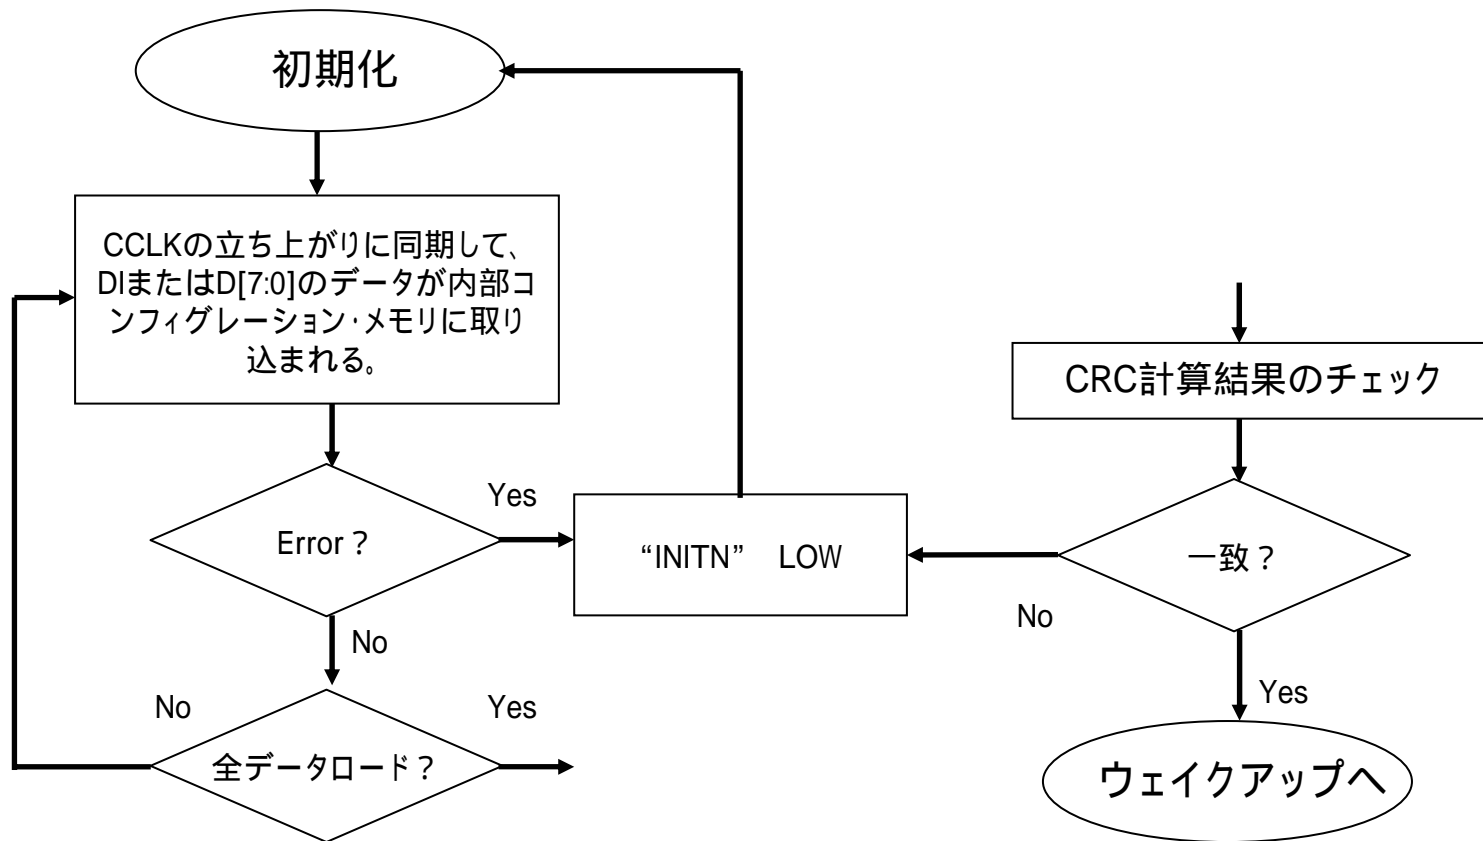 初期化
CCLKの立ち上がりに同期して、
DIまたはD[7:0]のデータが内部コ
ンフィグレーション・メモリに取り
込まれる。
Error？
Yes
No
全データロード？
No
Yes
“INITN” LOW
CRC計算結果のチェック
一致？
No
Yes
ウェイクアップへ